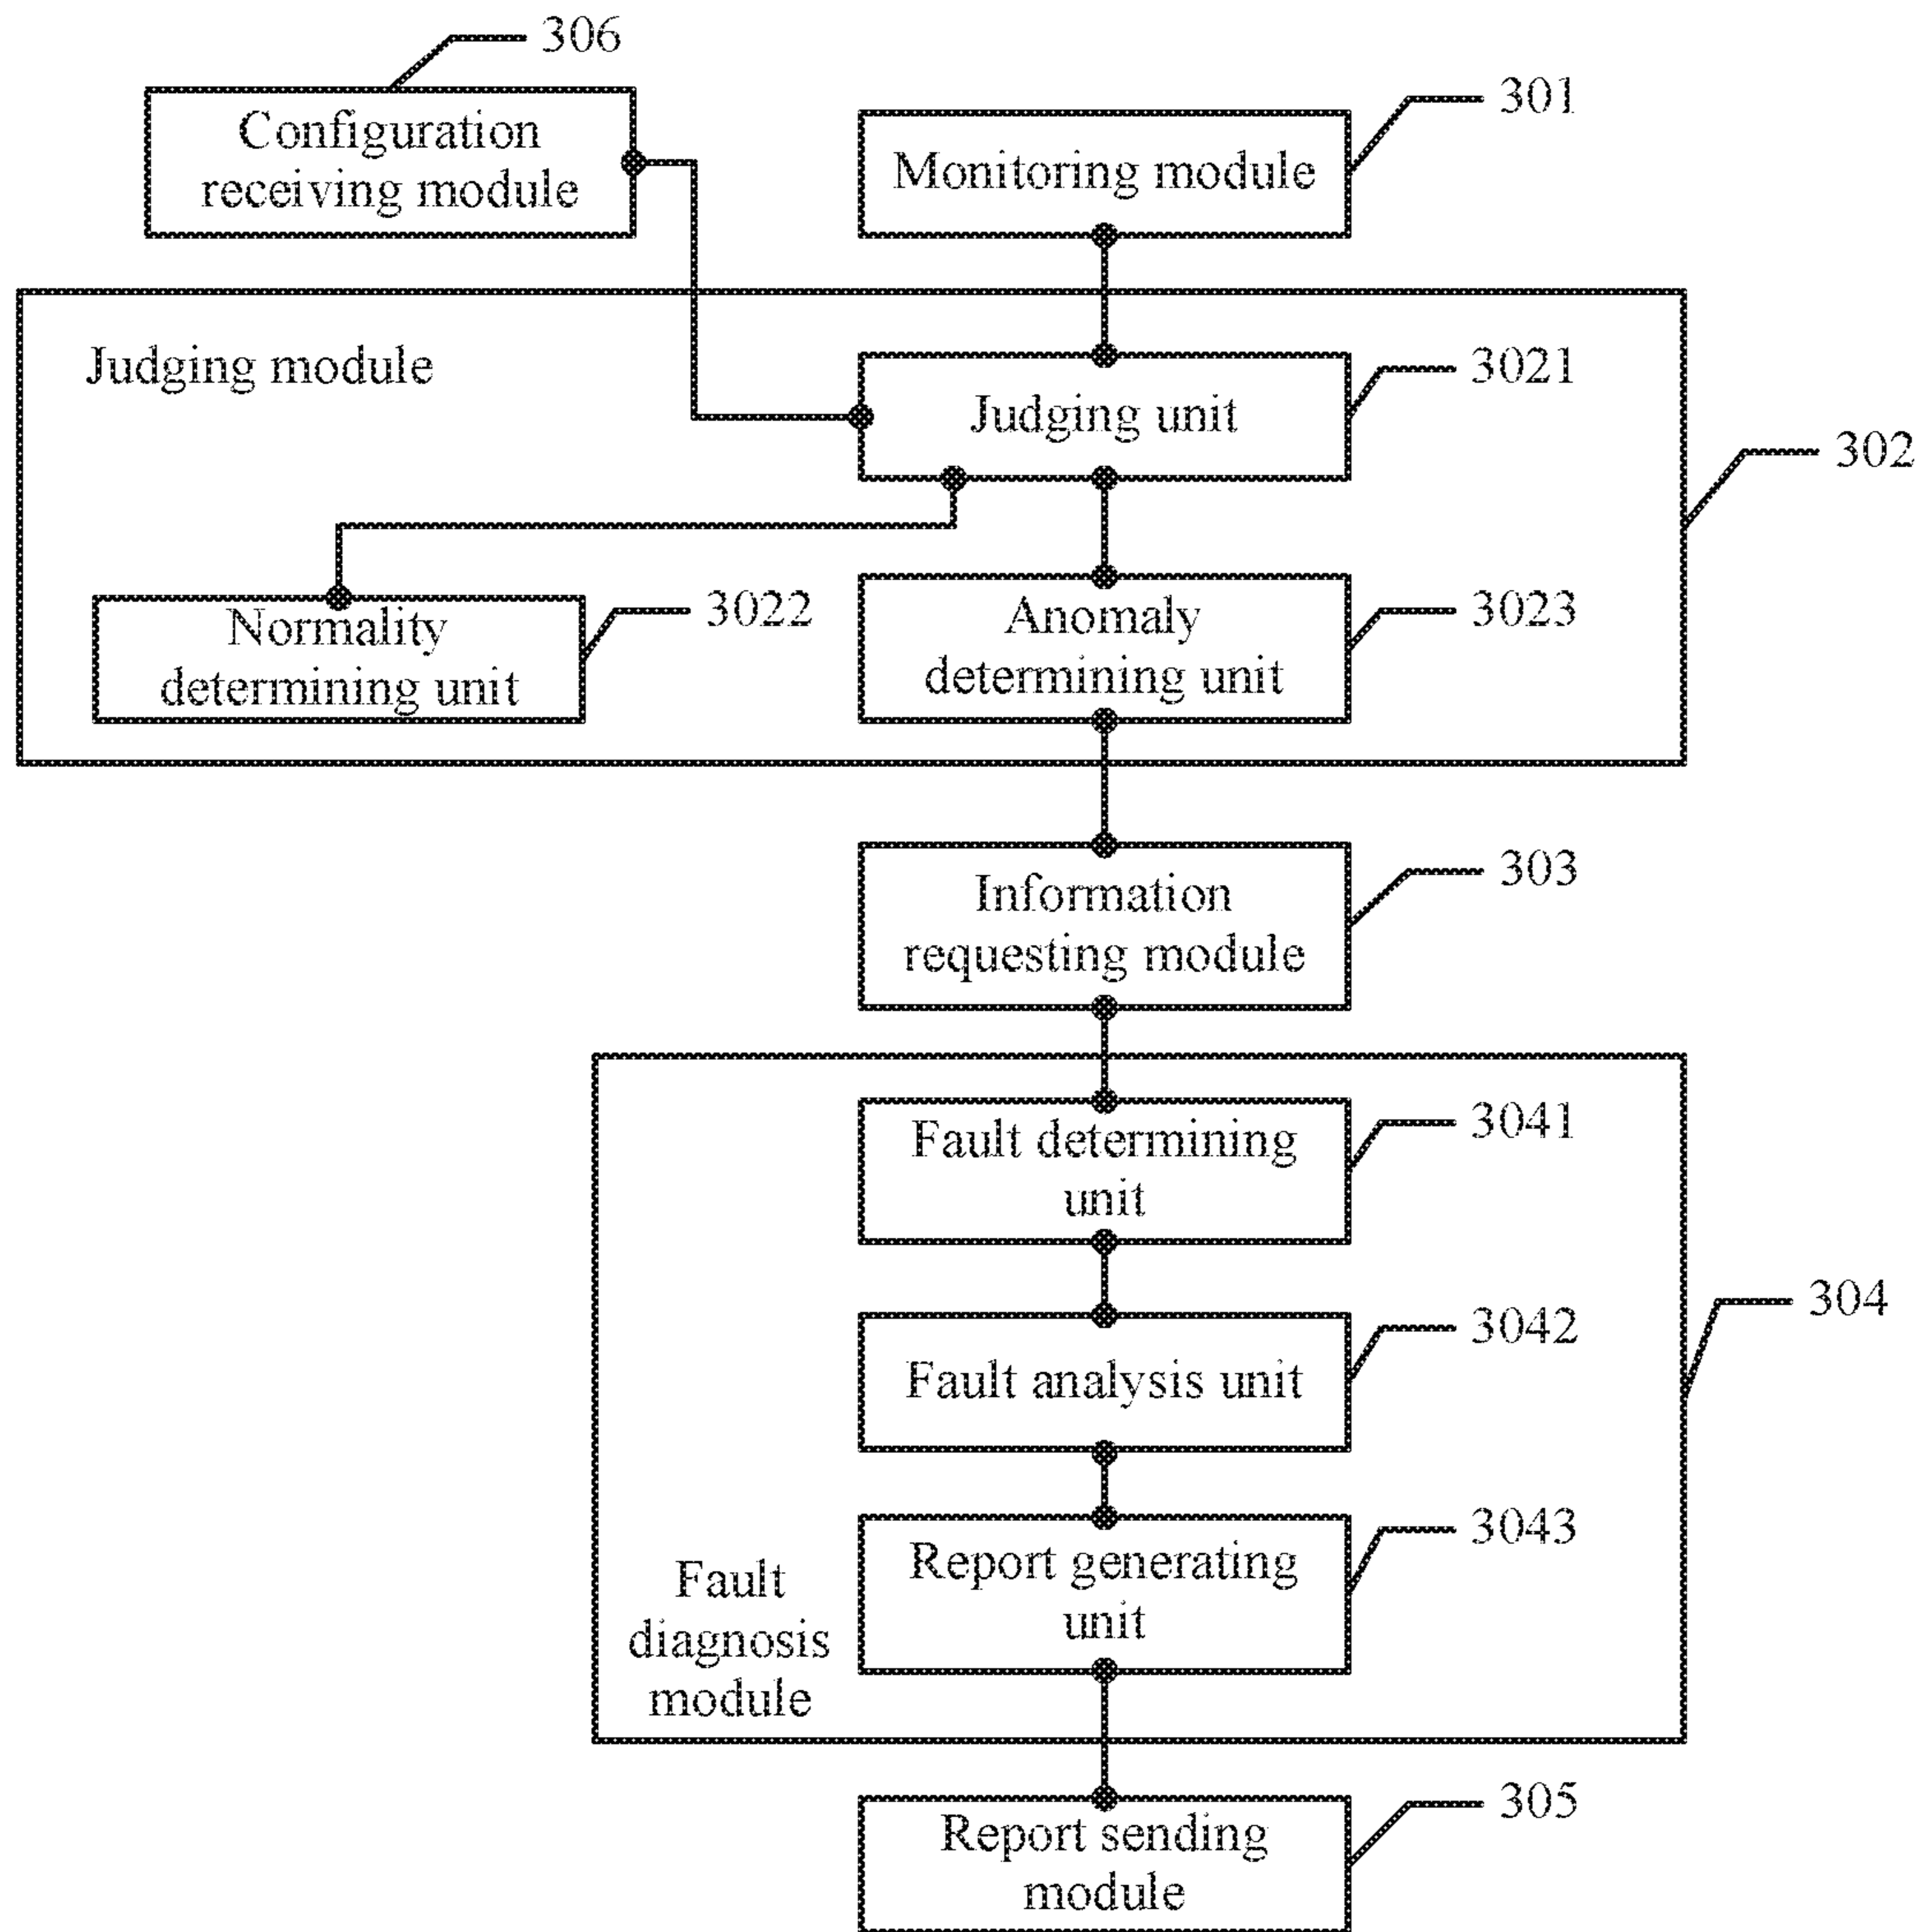 306
Configuration
receiving module
301
Monitoring module
Judging module
3021
Judging unit
302
3022
Normality
determining unit
3023
Anomaly
determining unit
303
Information
requesting module
3041
Fault determining
unit
304
3042
Fault analysis unit
3043
Report generating
unit
Fault
diagnosis
module
305
Report sending
module